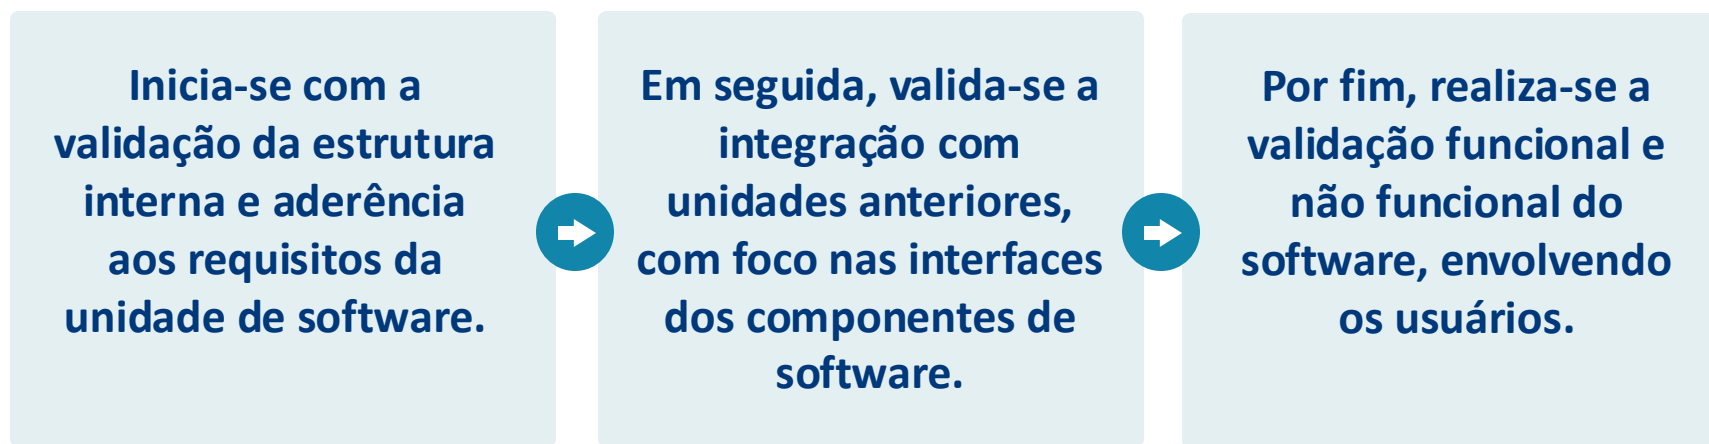 Inicia-se com a
validação da estrutura
interna e aderência
aos requisitos da
unidade de software.
Em seguida, valida-se a
integração com
unidades anteriores,
com foco nas interfaces
dos componentes de
software.
Por fim, realiza-se a
validação funcional e
não funcional do
software, envolvendo
os usuários.